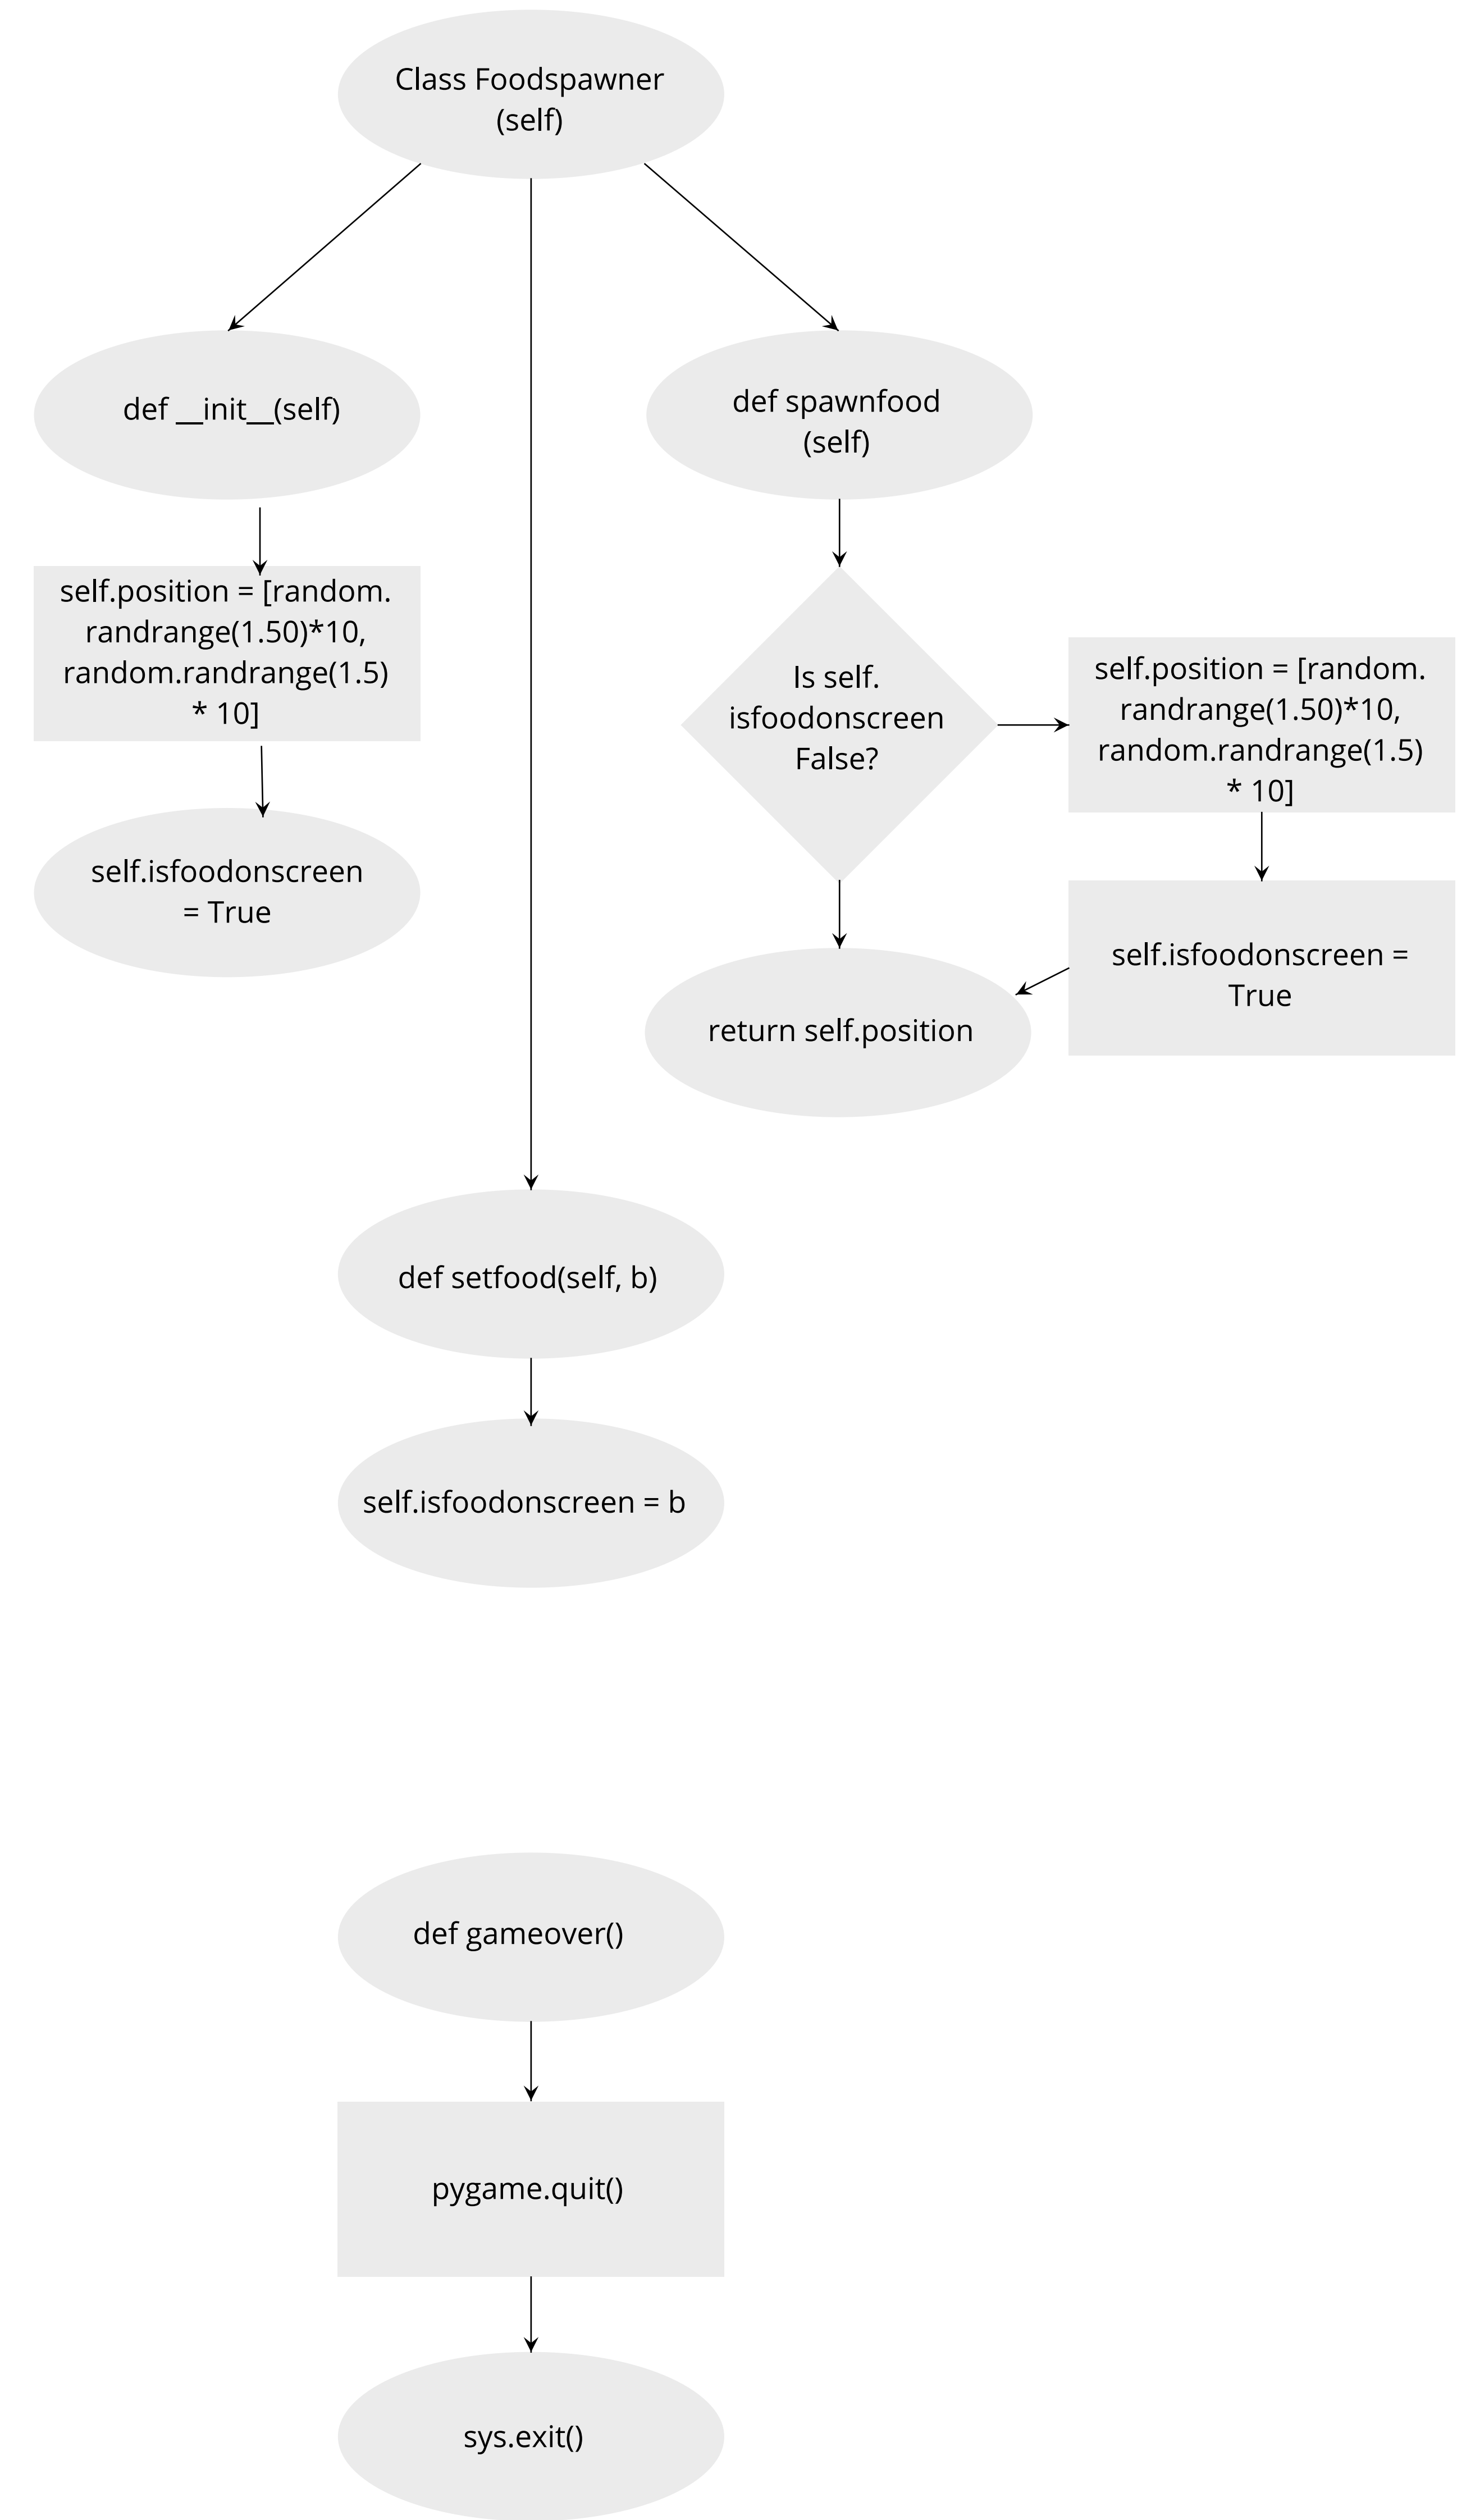 Class Foodspawner
(self)
def __init__(self)
self.position = [random.
randrange(1.50)*10,
random.randrange(1.5)
* 10]
self.isfoodonscreen
= True
def spawnfood
(self)
Is self.
isfoodonscreen
False?
self.position = [random.
randrange(1.50)*10,
random.randrange(1.5)
* 10]
self.isfoodonscreen =
True
return self.position
def setfood(self, b)
self.isfoodonscreen = b
def gameover()
pygame.quit()
sys.exit()